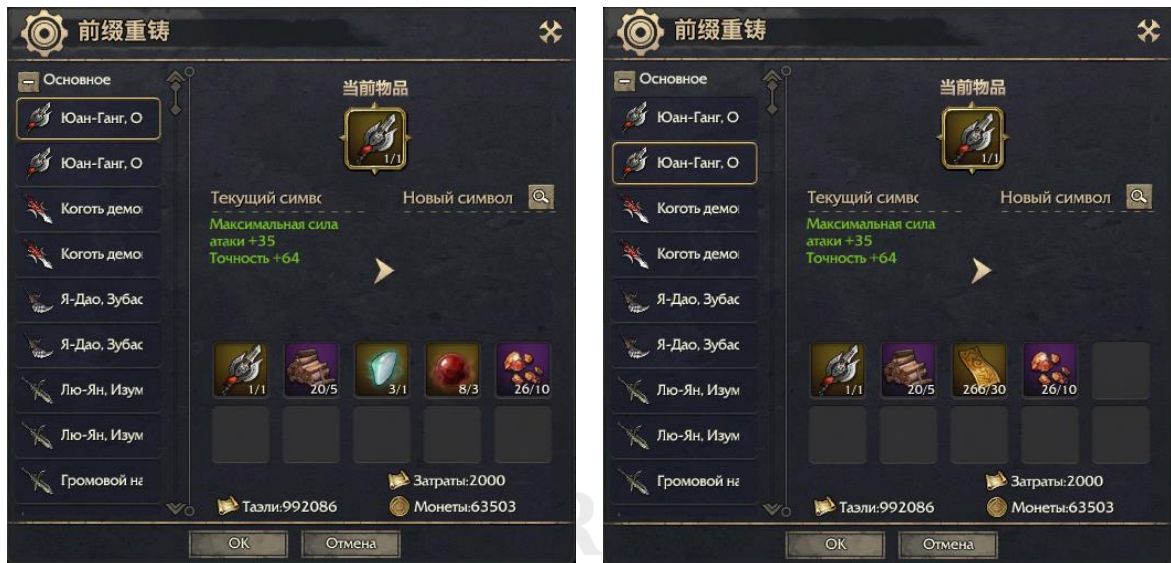 前缀重铸
Основное
当前物品
Юан-Ганг, О
1/1
Юан-Ганг, О
Коготь демо
Текущий симво
Новый символ
Максимальная сила
атаки +35
Точность +64
Коготь демо
Я-Дао, Зубас
Я-Дао, Зубас
1/1
20/5
3/1
8/3
26/10
Лю-Ян, Изум
Лю-Ян, Изум
Громовой на
Затраты:2000
Таэли:992086
Монеты:63503
OK
Отмена
前缀重铸
Основное
当前物品
Юан-Ганг, О
1/1
Юан-Ганг, О
Коготь демо
Текущий симво
Новый символ
Максимальная сила
атаки +35
Точность +64
Коготь демо
Я-Дао, Зубас
Я-Дао, Зубас
1/1
20/5
266/30
26/10
Лю-Ян, Изум
Лю-Ян, Изум
Громовой на
Затраты:2000
Таэли:992086
Монеты:63503
OK
Отмена